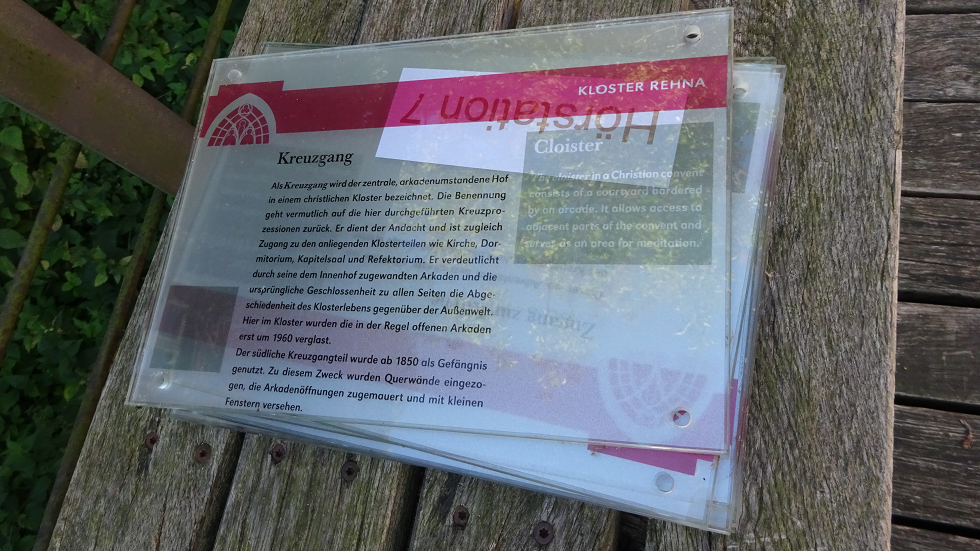 KLOSTER REHNA
Hörstation 7
Kreuzgang
Als Kreuzgang wird der zentrale, arkadenumstandene Hof
in einem christlichen Kloster bezeichnet. Die Benennung
geht vermutlich auf die hier durchgeführten Kreuzpro-
zessionen zurück. Er dient der Andacht und ist zugleich
Zugang zu den anliegenden Klosterteilen wie Kirche, Dor-
mitorium, Kapitelsaal und Refektorium. Er verdeutlicht
durch seine dem Innenhof zugewandten Arkaden und die
ursprüngliche Geschlossenheit zu allen Seiten die Abge-
schiedenheit des Klosterlebens gegenüber der Außenwelt.
Hier im Kloster wurden die in der Regel offenen Arkaden
erst um 1960 verglast.
Der südliche Kreuzgangteil wurde ab 1850 als Gefängnis
genutzt. Zu diesem Zweck wurden Querwände eingezo-
gen, die Arkadenöffnungen zugemauert und mit kleinen
Fenstern versehen.
Cloister
cloister in a Christian convent
consists of a courtyard bordered
by an arcade. It allows access to
adjacent parts of the convent and
serves as an area for meditation.